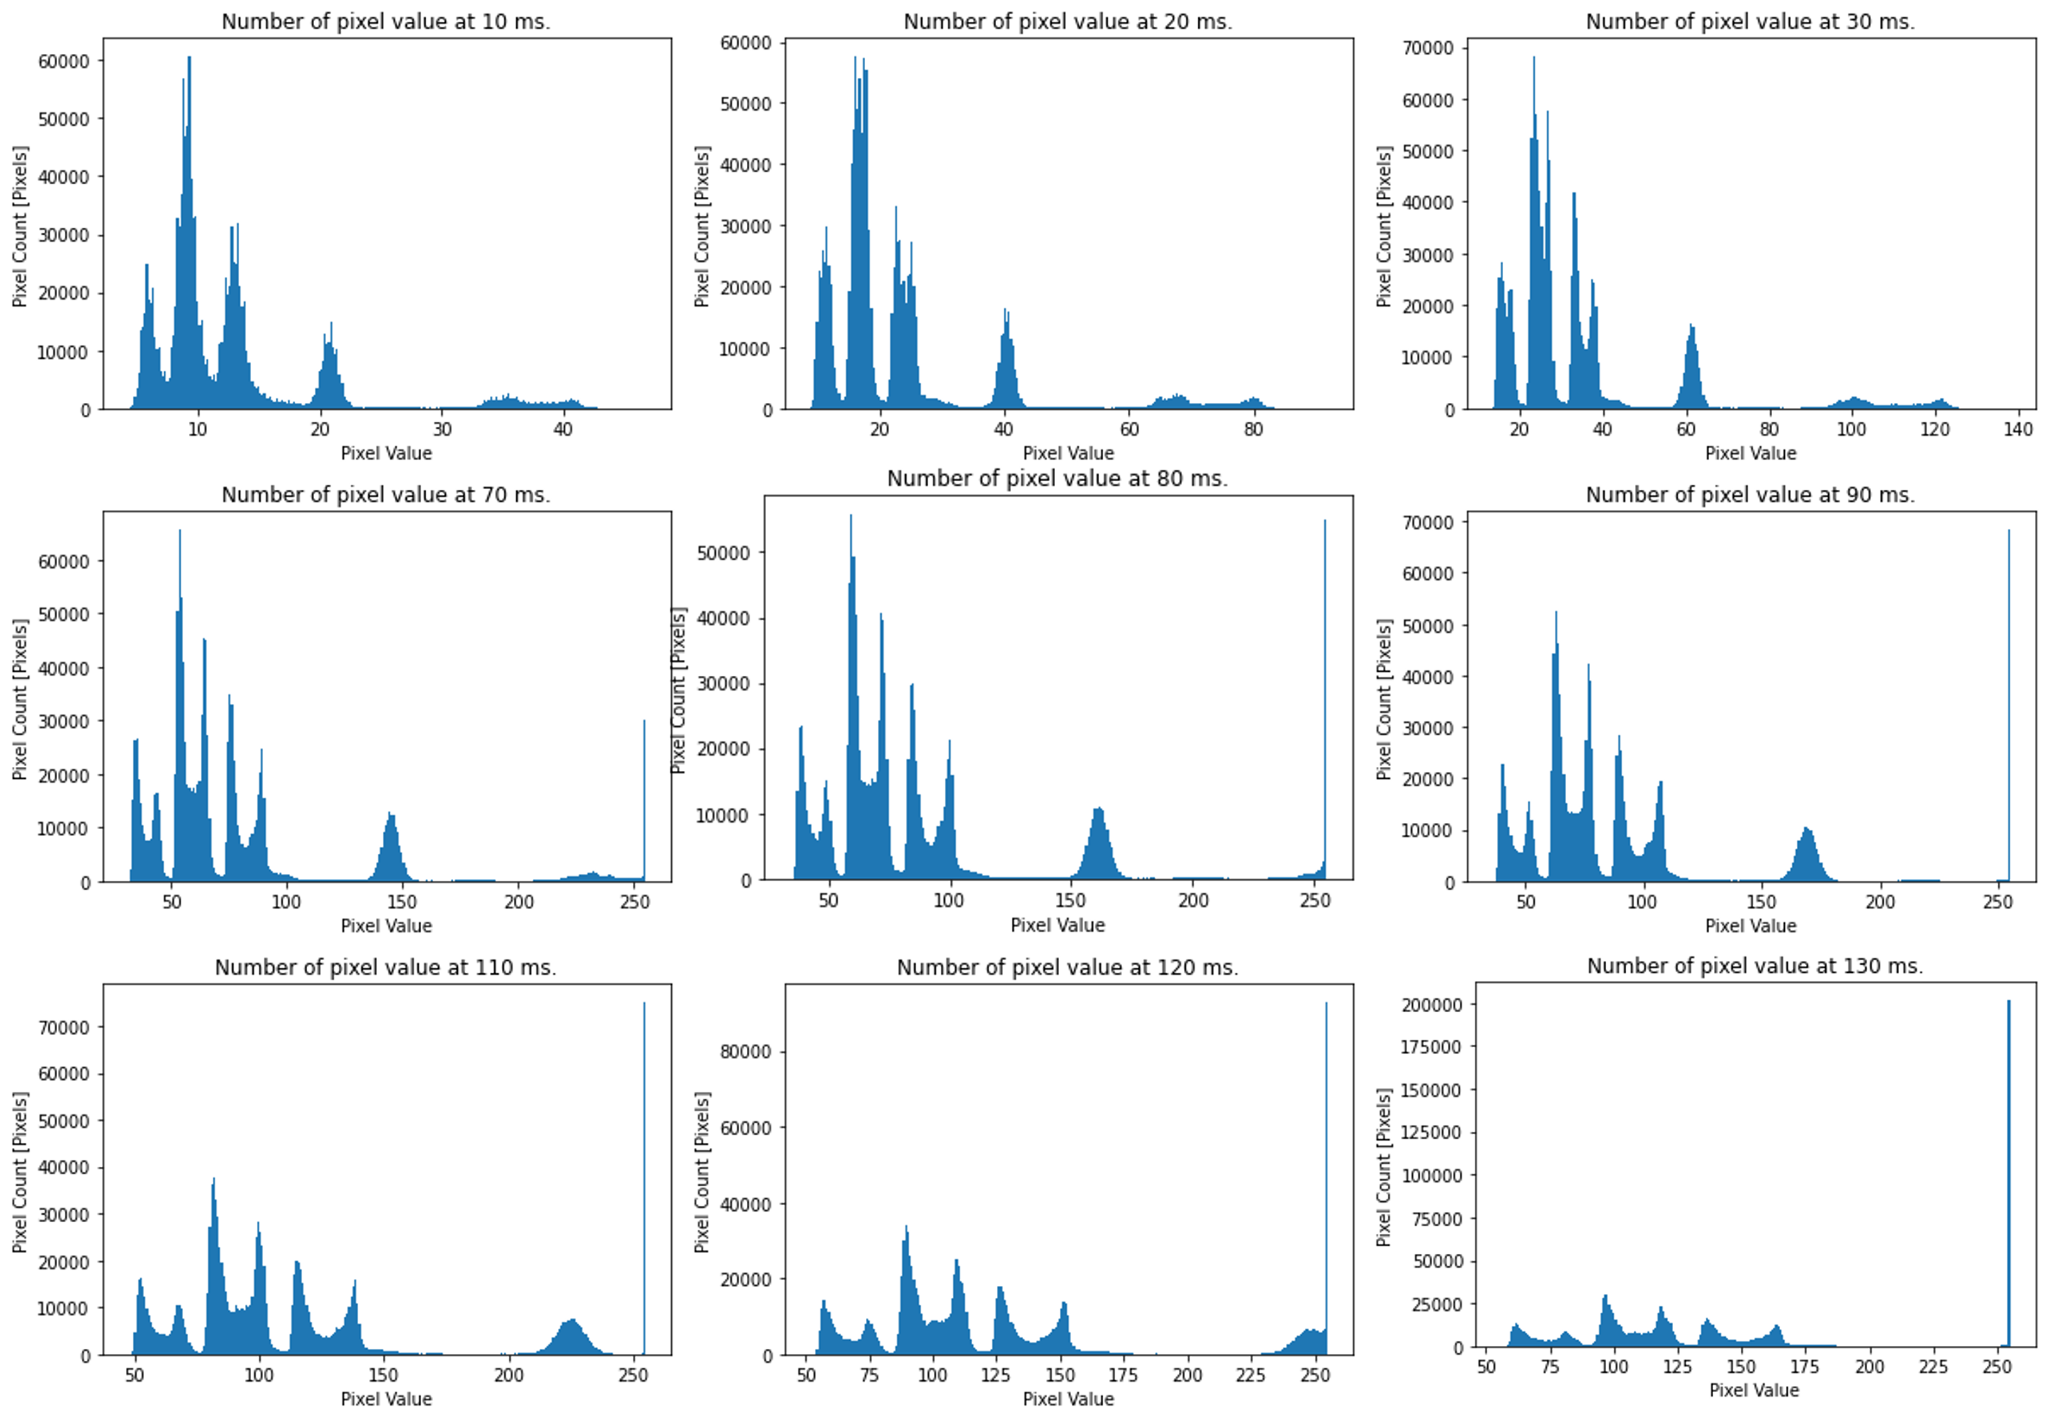 Number of pixel value at 10 ms.
Pixel Count [Pixels]
60000
50000
40000
30000
20000
10000
0
10 20 30 40
Pixel Value
Number of pixel value at 20 ms.
Pixel Count [Pixels]
60000
50000
40000
30000
20000
10000
0
20 40 60 80
Pixel Value
Number of pixel value at 30 ms.
Pixel Count [Pixels]
70000
60000
50000
40000
30000
20000
10000
0
20 40 60 80 100 120 140
Pixel Value
Number of pixel value at 70 ms.
Pixel Count [Pixels]
60000
50000
40000
30000
20000
10000
0
50 100 150 200 250
Pixel Value
Number of pixel value at 80 ms.
Pixel Count [Pixels]
50000
40000
30000
20000
10000
0
50 100 150 200 250
Pixel Value
Number of pixel value at 90 ms.
Pixel Count [Pixels]
70000
60000
50000
40000
30000
20000
10000
0
50 100 150 200 250
Pixel Value
Number of pixel value at 110 ms.
Pixel Count [Pixels]
70000
60000
50000
40000
30000
20000
10000
0
50 100 150 200 250
Pixel Value
Number of pixel value at 120 ms.
Pixel Count [Pixels]
80000
60000
40000
20000
0
50 75 100 125 150 175 200 225 250
Pixel Value
Number of pixel value at 130 ms.
Pixel Count [Pixels]
200000
175000
150000
125000
100000
75000
50000
25000
0
50 75 100 125 150 175 200 225 250
Pixel Value